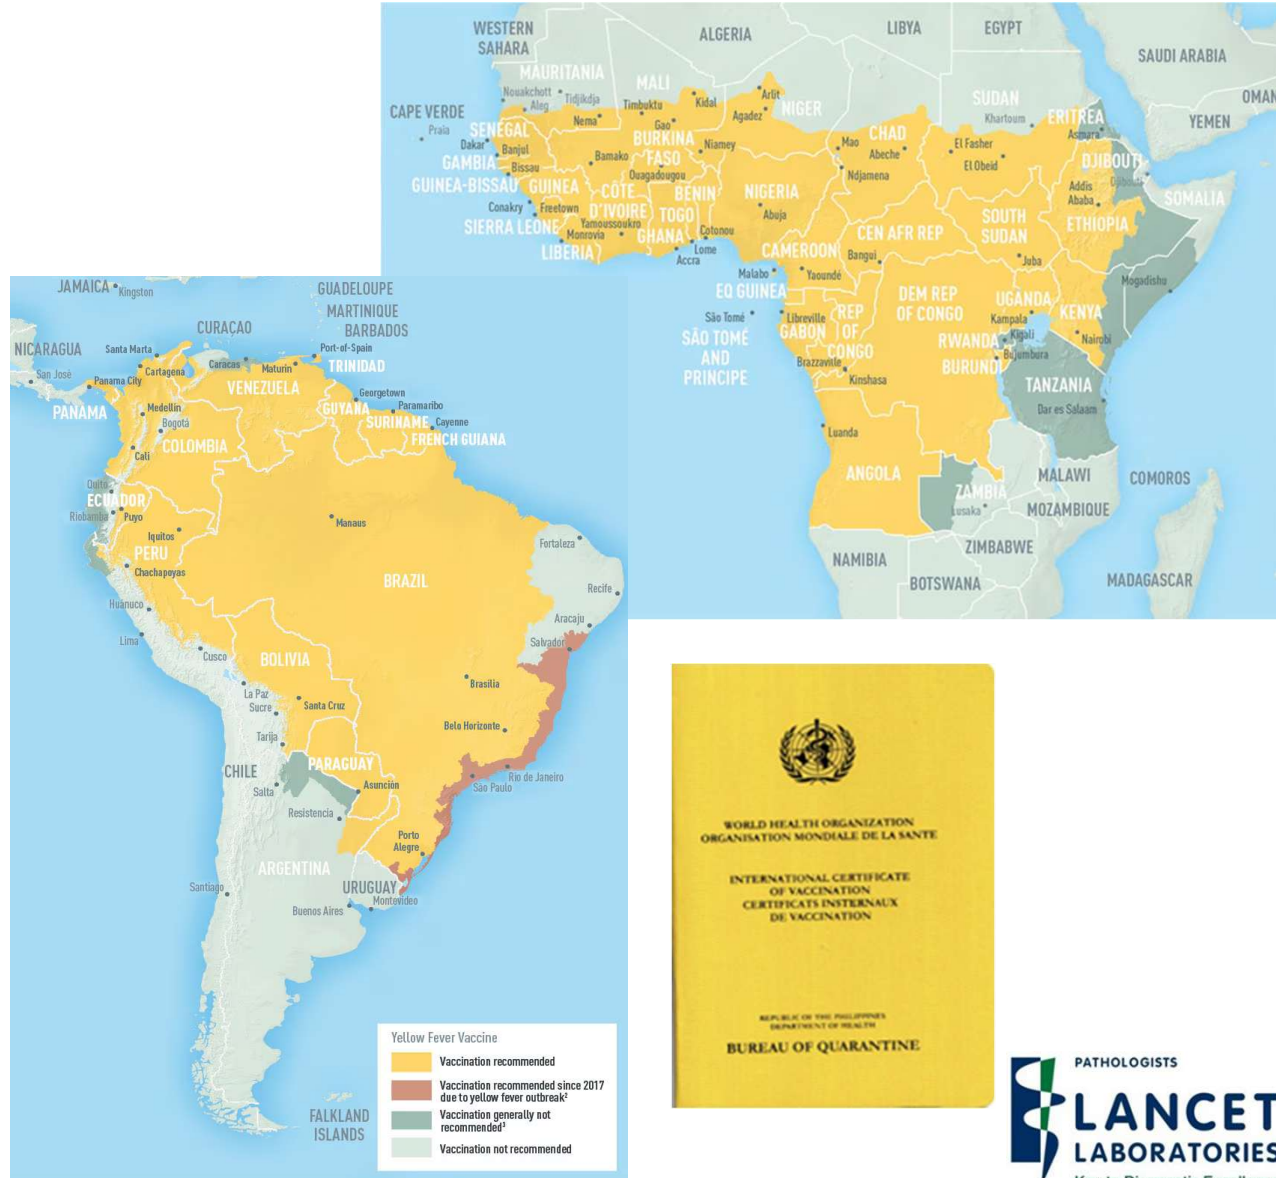 WESTERN
SAHARA
ALGERIA
LIBYA
EGYPT
SAUDI ARABIA
OMAN
YEMEN
MAURITANIA
Nouakchott
Aleg
Tidjikdja
MALI
Timbuktu
Kidal
Arlit
Agadez
NIGER
SUDAN
Khartoum
ERITREA
Asmara
CAPE VERDE
Praia
SENEGAL
Dakar
Banjul
GAMBIA
Bissau
GUINEA-BISSAU
Nema
Gao
BURKINA
FASO
Niamey
Bamako
Ouagadougou
CHAD
Mao
Abeche
Ndjamena
El Fasher
El Obeid
DJIBOUTI
Djibouti
SOMALIA
GUINEA
Conakry
Freetown
SIERRA LEONE
CÔTE
D'IVOIRE
Yamoussoukro
Monrovia
LIBERIA
BENIN
TOGO
GHANA
Cotonou
Lome
Accra
NIGERIA
Abuja
CAMEROON
Yaoundé
CEN AFR REP
Bangui
SOUTH
SUDAN
Juba
Addis
Ababa
ETHIOPIA
Mogadishu
Malabo
EQ GUINEA
São Tomé
SÃO TOMÉ
AND
PRINCIPE
Libreville
GABON
REP
OF
CONGO
Brazzaville
Kinshasa
DEM REP
OF CONGO
UGANDA
Kampala
KENYA
Nairobi
RWANDA
Kigali
Bujumbura
BURUNDI
TANZANIA
Dar es Salaam
Luanda
ANGOLA
ZAMBIA
Lusaka
MALAWI
COMOROS
MOZAMBIQUE
ZIMBABWE
NAMIBIA
BOTSWANA
MADAGASCAR
JAMAICA
Kingston
GUADELOUPE
MARTINIQUE
BARBADOS
CURAÇAO
NICARAGUA
San José
Santa Marta
Cartagena
Panama City
PANAMA
Caracas
Maturin
Port-of-Spain
TRINIDAD
VENEZUELA
Georgetown
GUYANA
Paramaribo
SURINAME
Cayenne
FRENCH GUIANA
Medellin
Bogotá
COLOMBIA
Cali
Quito
ECUADOR
Riobamba
Puyo
Iquitos
PERU
Chachapoyas
Huanuco
Lima
Cusco
Manaus
BRAZIL
Fortaleza
Recife
Aracaju
Salvador
BOLIVIA
La Paz
Sucre
Santa Cruz
Tarija
Brasília
Belo Horizonte
CHILE
Salta
PARAGUAY
Asunción
Resistencia
São Paulo
Rio de Janeiro
Porto
Alegre
ARGENTINA
Santiago
URUGUAY
Montevideo
Buenos Aires
FALKLAND
ISLANDS
Yellow Fever Vaccine
Vaccination recommended
Vaccination recommended since 2017
due to yellow fever outbreak²
Vaccination generally not
recommended³
Vaccination not recommended
WORLD HEALTH ORGANIZATION
ORGANISATION MONDIALE DE LA SANTE
INTERNATIONAL CERTIFICATE
OF VACCINATION
CERTIFICATS INSTERNAUX
DE VACCINATION
REPUBLIC OF THE PHILIPPINES
DEPARTMENT OF HEALTH
BUREAU OF QUARANTINE
PATHOLOGISTS
LANCET
LABORATORIES